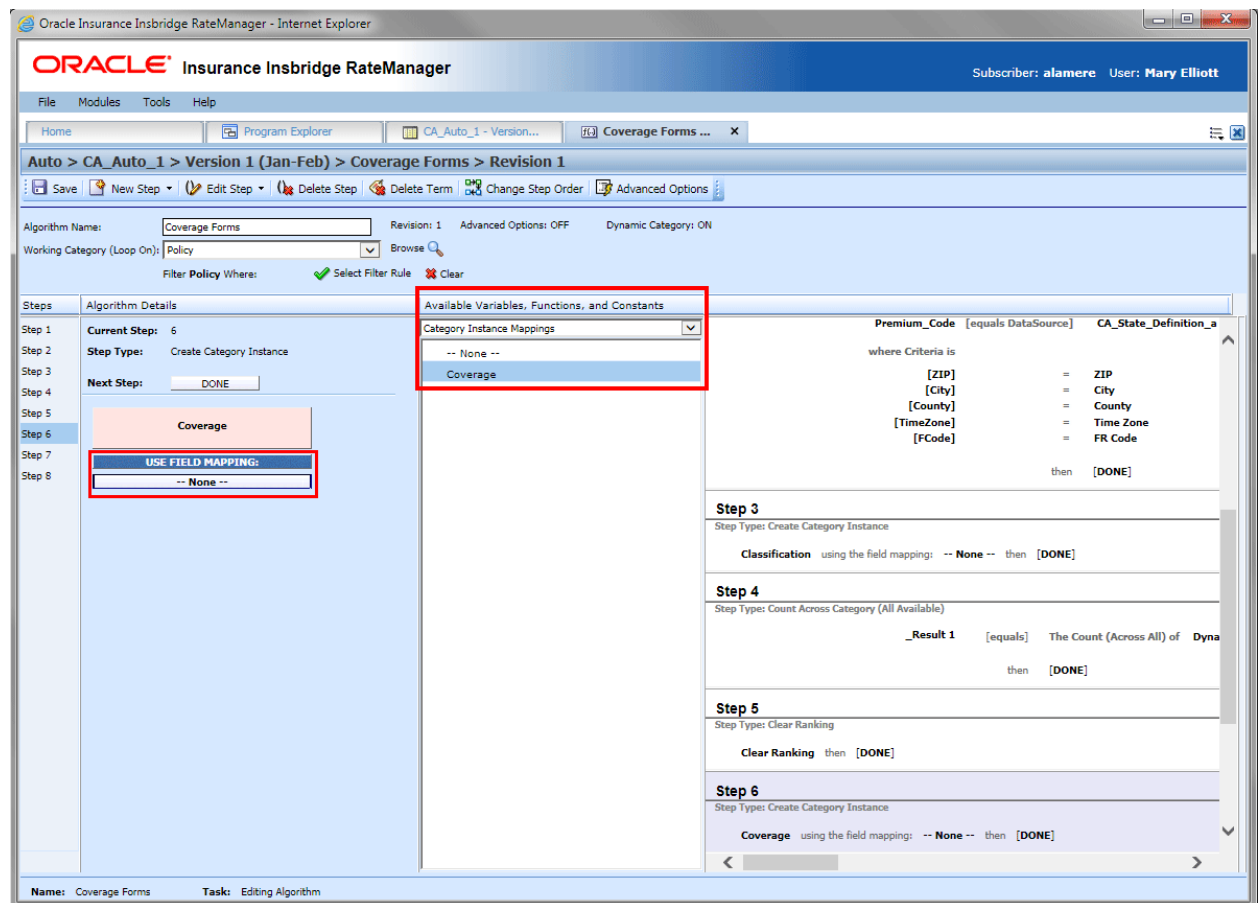 Oracle Insurance Insbridge RateManager - Internet Explorer
ORACLE Insurance Insbridge RateManager
Subscriber: alamere User: Mary Elliott
File Modules Tools Help
Home Program Explorer CA_Auto_1 - Version... Coverage Forms ... x
Auto > CA_Auto_1 > Version 1 (Jan-Feb) > Coverage Forms > Revision 1
Save New Step Edit Step Delete Step Delete Term Change Step Order Advanced Options
Algorithm Name: Coverage Forms Revision: 1 Advanced Options: OFF Dynamic Category: ON
Working Category (Loop On): Policy Browse
Filter Policy Where: Select Filter Rule Clear
Steps
Step 1
Step 2
Step 3
Step 4
Step 5
Step 6
Step 7
Step 8
Algorithm Details
Current Step: 6
Step Type: Create Category Instance
Next Step: DONE
Coverage
USE FIELD MAPPING:
-- None --
Available Variables, Functions, and Constants
Category Instance Mappings
-- None --
Coverage
Premium_Code [equals DataSource] CA_State_Definition_a
where Criteria is
[ZIP] = ZIP
[City] = City
[County] = County
[TimeZone] = Time Zone
[FCode] = FR Code
then [DONE]
Step 3
Step Type: Create Category Instance
Classification using the field mapping: -- None -- then [DONE]
Step 4
Step Type: Count Across Category (All Available)
_Result 1 [equals] The Count (Across All) of Dyna
then [DONE]
Step 5
Step Type: Clear Ranking
Clear Ranking then [DONE]
Step 6
Step Type: Create Category Instance
Coverage using the field mapping: -- None -- then [DONE]
Name: Coverage Forms Task: Editing Algorithm